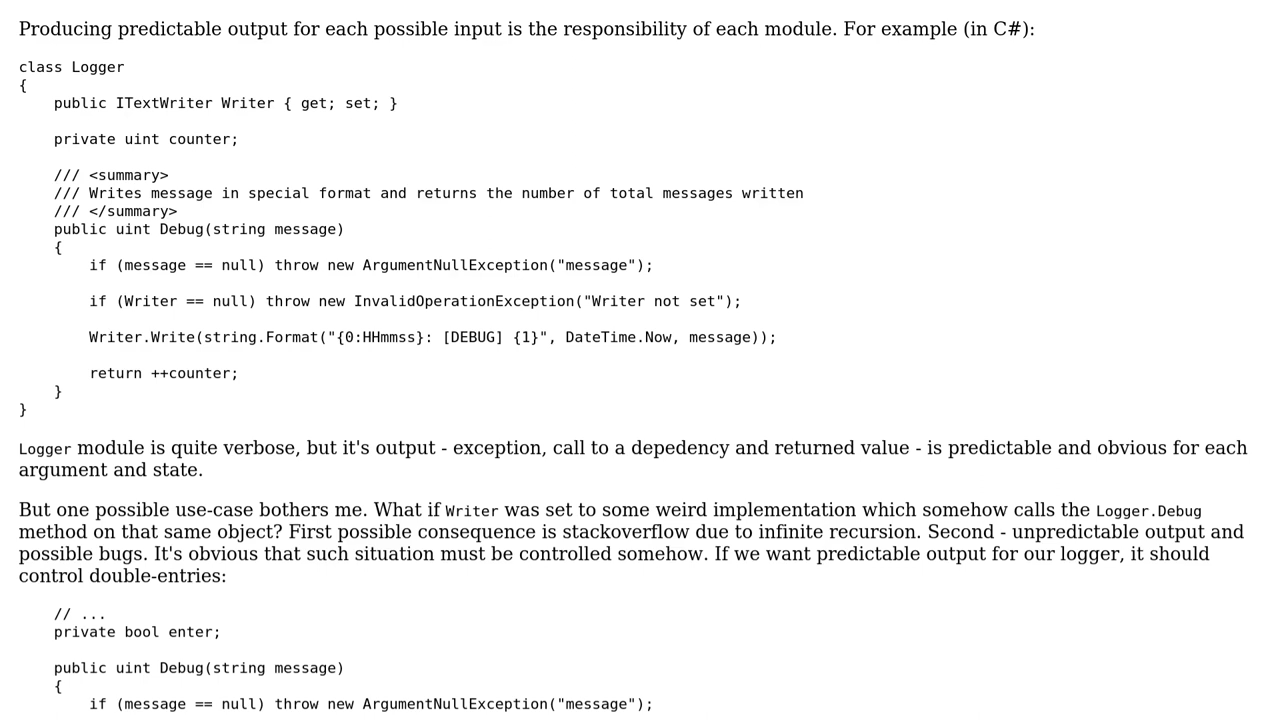 Producing predictable output for each possible input is the responsibility of each module. For example (in C#):
class Logger
{
    public ITextWriter Writer { get; set; }
    private uint counter;
    /// <summary>
    /// Writes message in special format and returns the number of total messages written
    /// </summary>
    public uint Debug(string message)
    {
        if (message == null) throw new ArgumentNullException("message");
        if (Writer == null) throw new InvalidOperationException("Writer not set");
        Writer.Write(string.Format("{0:HHmmss}: [DEBUG] {1}", DateTime.Now, message));
        return ++counter;
    }
}
Logger module is quite verbose, but it's output - exception, call to a depedency and returned value - is predictable and obvious for each
argument and state.
But one possible use-case bothers me. What if Writer was set to some weird implementation which somehow calls the Logger.Debug
method on that same object? First possible consequence is stackoverflow due to infinite recursion. Second - unpredictable output and
possible bugs. It's obvious that such situation must be controlled somehow. If we want predictable output for our logger, it should
control double-entries:
    // ...
    private bool enter;
    public uint Debug(string message)
    {
        if (message == null) throw new ArgumentNullException("message");